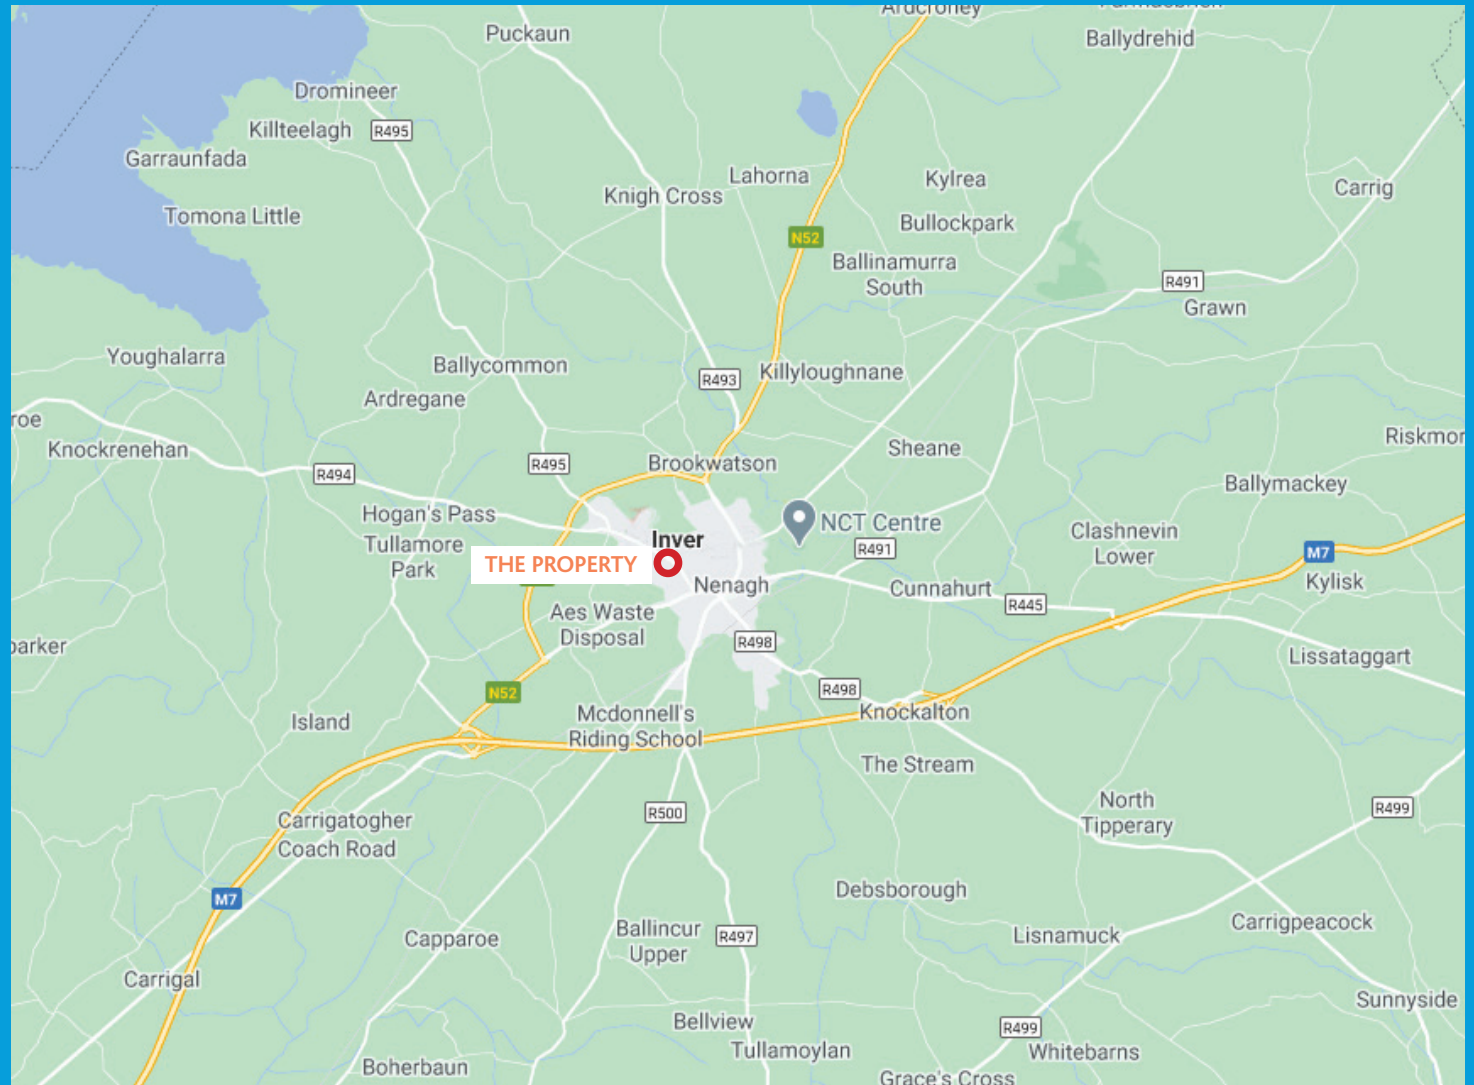 Ardcroney
Puckaun
Ballydrehid
Dromineer
Killteelagh
R495
Garraunfada
Lahorna
Kylrea
Carrig
Knigh Cross
Tomona Little
Bullockpark
N52
Ballinamurra
South
R491
Grawn
Youghalarra
Ballycommon
R493
Killyloughnane
Ardregane
roe
Knockrenehan
Sheane
Riskmor
R494
R495
Brookwatson
Ballymackey
Hogan's Pass
NCT Centre
Clashnevin
Lower
Inver
Tullamore
Park
THE PROPERTY
R491
M7
Kylisk
Nenagh
Cunnahurt
R445
Aes Waste
Disposal
R498
parker
Lissataggart
N52
R498
Island
Mcdonnell's
Riding School
Knockalton
The Stream
R500
North
Tipperary
R499
Carrigatogher
Coach Road
M7
Debsborough
Capparoe
Ballincur
Upper
R497
Lisnamuck
Carrigpeacock
Carrigal
Sunnyside
Bellview
R499
Tullamoylan
Whitebarns
Boherbaun
Grace's Cross